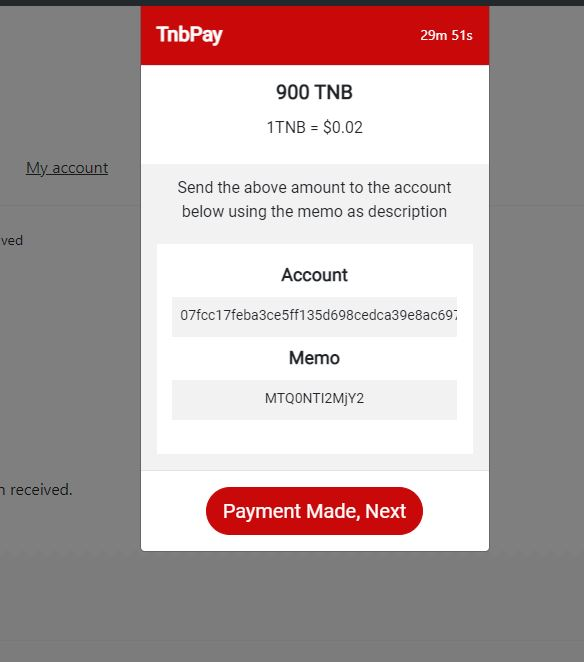 TnbPay
29m 51s
900 TNB
1TNB = $0.02
My account
Send the above amount to the account
below using the memo as description
ved
Account
07fcc17feba3ce5ff135d698cedca39e8ac697
Memo
MTQ0NTI2MjY2
n received.
Payment Made, Next